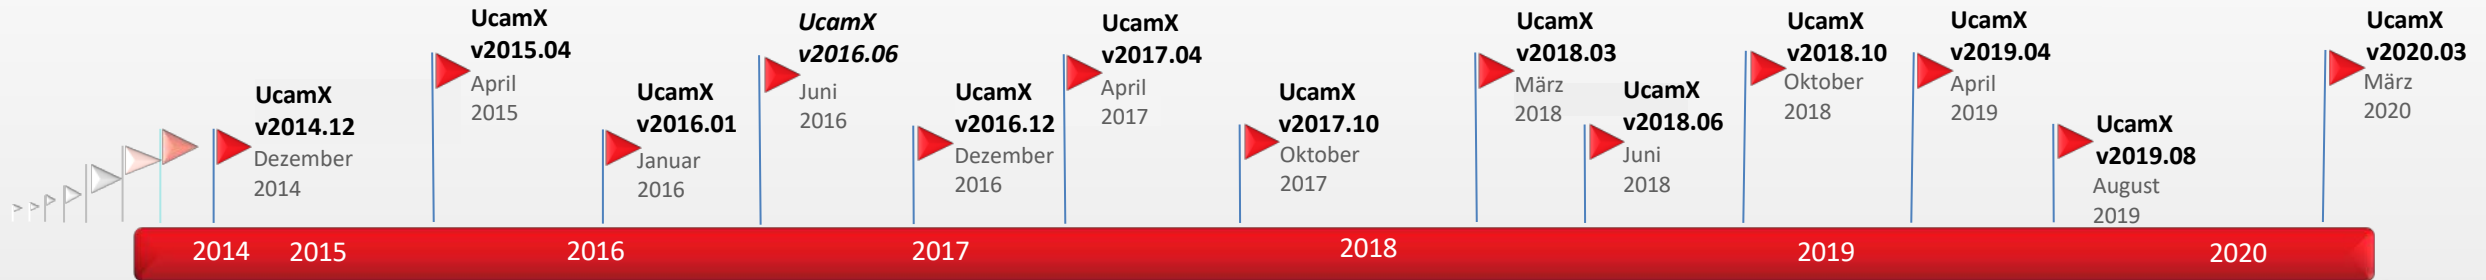 UcamX
v2014.12
Dezember
2014
UcamX
v2015.04
April
2015
UcamX
v2016.01
Januar
2016
UcamX
v2016.06
Juni
2016
UcamX
v2016.12
Dezember
2016
UcamX
v2017.04
April
2017
UcamX
v2017.10
Oktober
2017
UcamX
v2018.03
März
2018
UcamX
v2018.06
Juni
2018
UcamX
v2018.10
Oktober
2018
UcamX
v2019.04
April
2019
UcamX
v2019.08
August
2019
UcamX
v2020.03
März
2020
2014 2015 2016 2017 2018 2019 2020